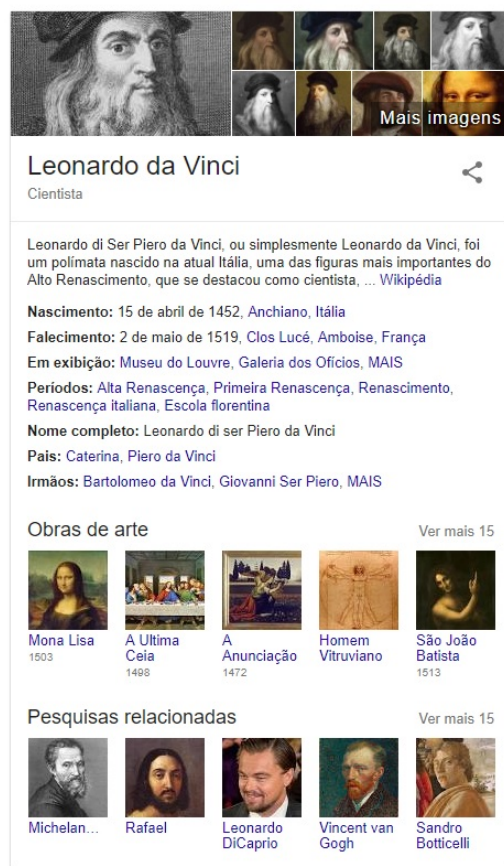 Mais imagens
Leonardo da Vinci
Cientista
Leonardo di Ser Piero da Vinci, ou simplesmente Leonardo da Vinci, foi
um polímata nascido na atual Itália, uma das figuras mais importantes do
Alto Renascimento, que se destacou como cientista, ... Wikipédia
Nascimento: 15 de abril de 1452, Anchiano, Itália
Falecimento: 2 de maio de 1519, Clos Lucé, Amboise, França
Em exibição: Museu do Louvre, Galeria dos Ofícios, MAIS
Períodos: Alta Renascença, Primeira Renascença, Renascimento,
Renascença italiana, Escola florentina
Nome completo: Leonardo di ser Piero da Vinci
Pais: Caterina, Piero da Vinci
Irmãos: Bartolomeo da Vinci, Giovanni Ser Piero, MAIS
Obras de arte
Ver mais 15
Mona Lisa
1503
A Última
Ceia
1498
A
Anunciação
1472
Homem
Vitruviano
São João
Batista
1513
Pesquisas relacionadas
Ver mais 15
Michelan...
Rafael
Leonardo
DiCaprio
Vincent van
Gogh
Sandro
Botticelli